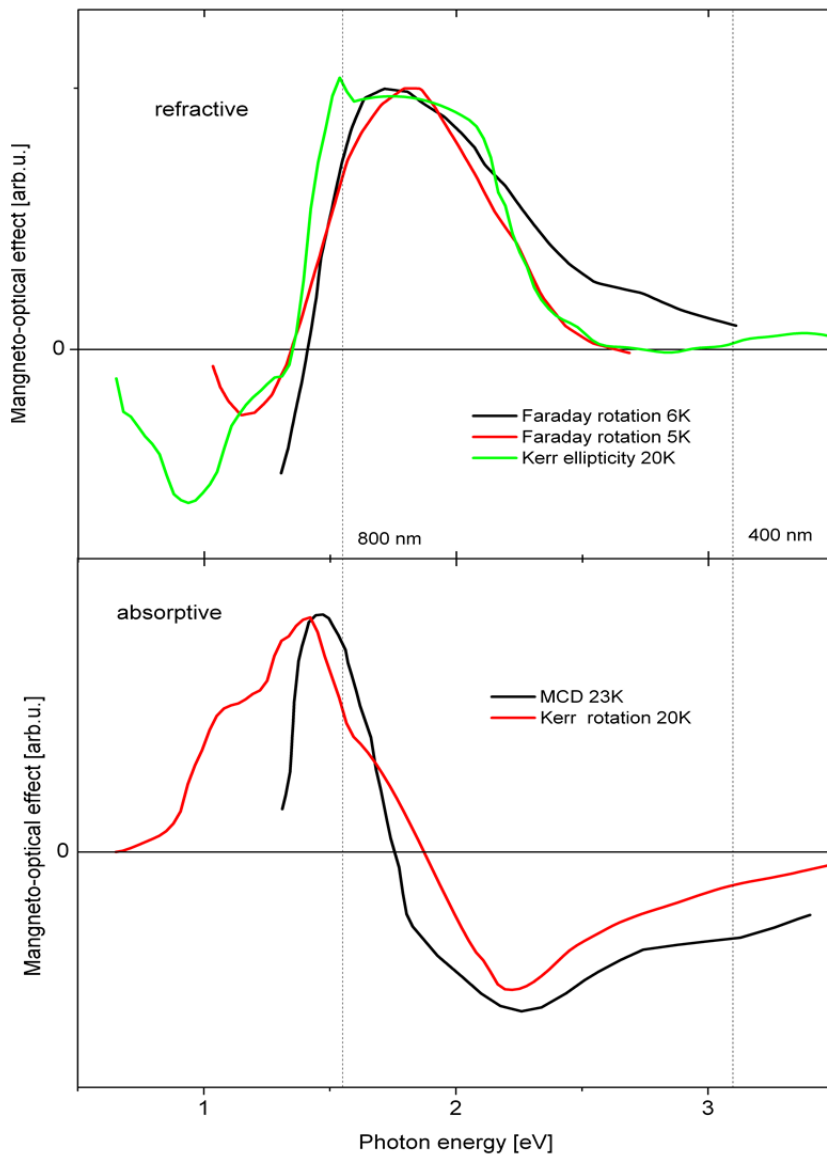 Mangneto-optical effect [arb.u.]
refractive
0
Faraday rotation 6K
Faraday rotation 5K
Kerr ellipticity 20K
800 nm
400 nm
Mangneto-optical effect [arb.u.]
absorptive
MCD 23K
Kerr rotation 20K
0
1
2
3
Photon energy [eV]